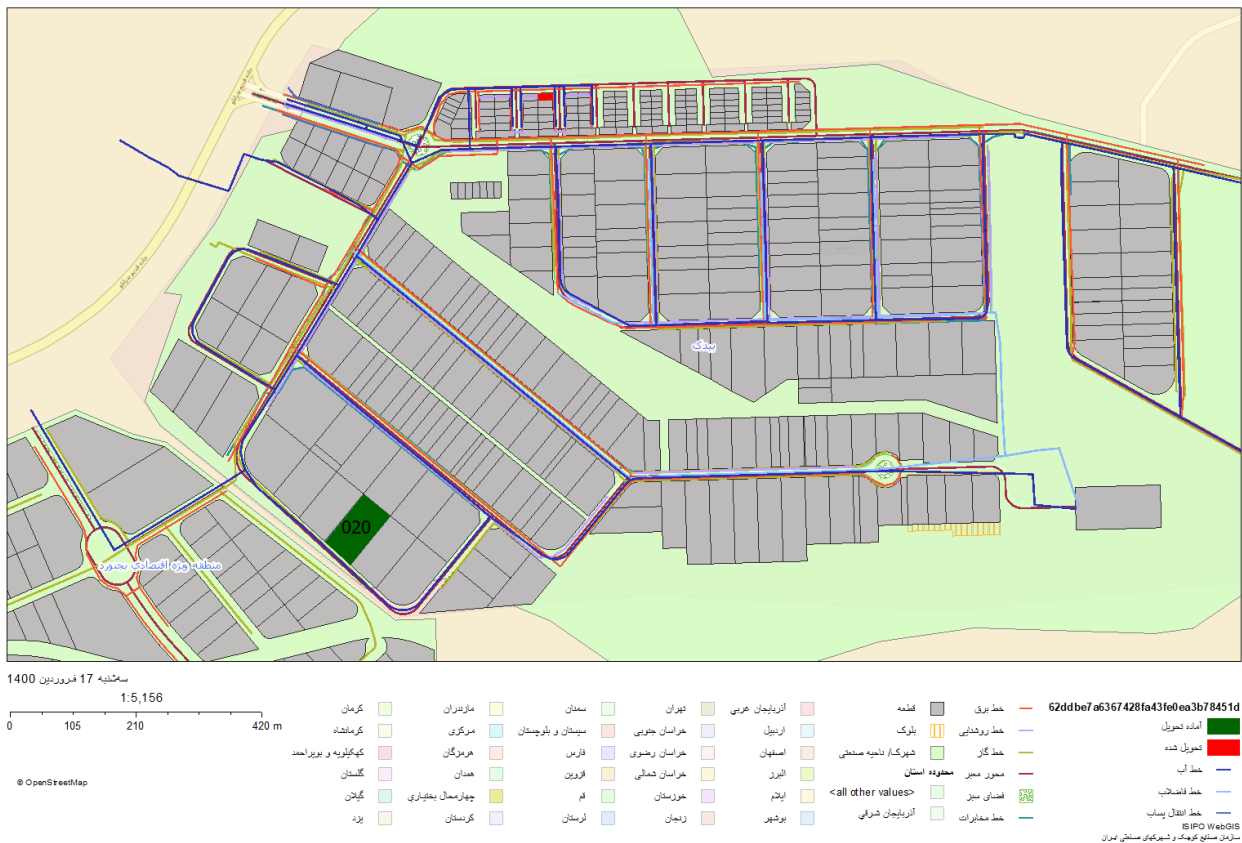 بیدک
020
منطقه ویژه اقتصادی بجنورد
سه‌شنبه 17 فروردین 1400
1:5,156
0 105 210 420 m
© OpenStreetMap
62ddbe7a6367428fa43fe0ea3b78451d
آماده تحویل
تحویل شده
خط آب
خط فاضلاب
خط انتقال پساب
خط برق
خط روشنایی
خط گاز
محور معبر
فضای سبز
خط مخابرات
قطعه
بلوک
شهرک/ ناحیه صنعتی
محدوده استان
<all other values>
آذربایجان شرقی
آذربایجان غربی
اردبیل
اصفهان
البرز
ایلام
بوشهر
تهران
خراسان جنوبی
خراسان رضوی
خراسان شمالی
خوزستان
زنجان
سمنان
سیستان و بلوچستان
فارس
قزوین
قم
لرستان
مازندران
مرکزی
هرمزگان
همدان
چهارمحال بختیاری
کردستان
کرمان
کرمانشاه
کهگیلویه و بویراحمد
گلستان
گیلان
یزد
ISIPO WebGIS
سازمان صنایع کوچک و شهرکهای صنعتی ایران